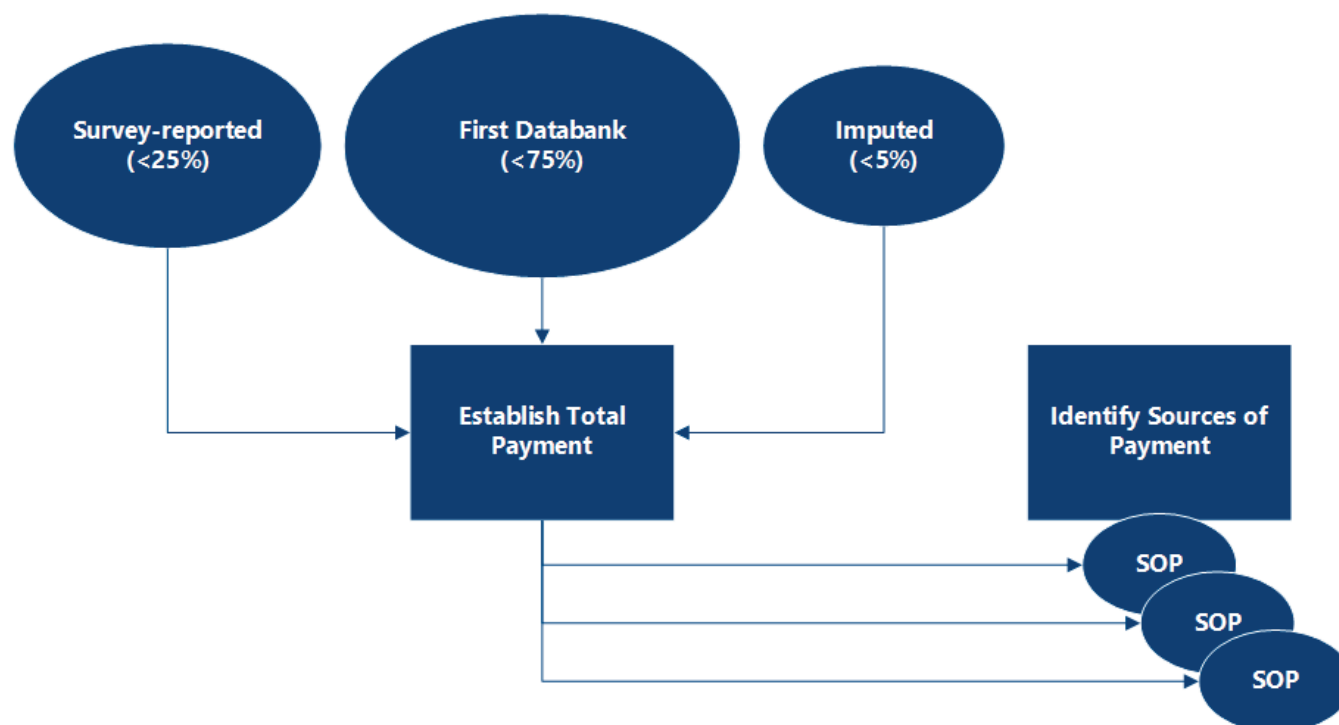 Survey-reported
(<25%)
First Databank
(<75%)
Imputed
(<5%)
Establish Total
Payment
Identify Sources of
Payment
SOP
SOP
SOP